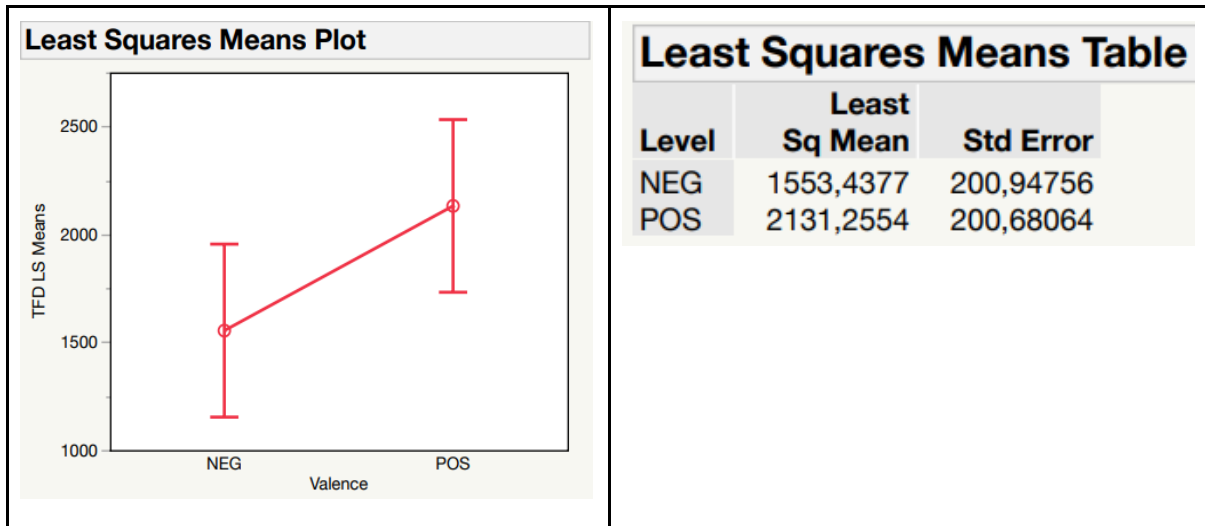 Least Squares Means Plot
2500
2000
1500
1000
TFD LS Means
NEG POS
Valence
Least Squares Means Table
Level Least Sq Mean Std Error
NEG 1553,4377 200,94756
POS 2131,2554 200,68064